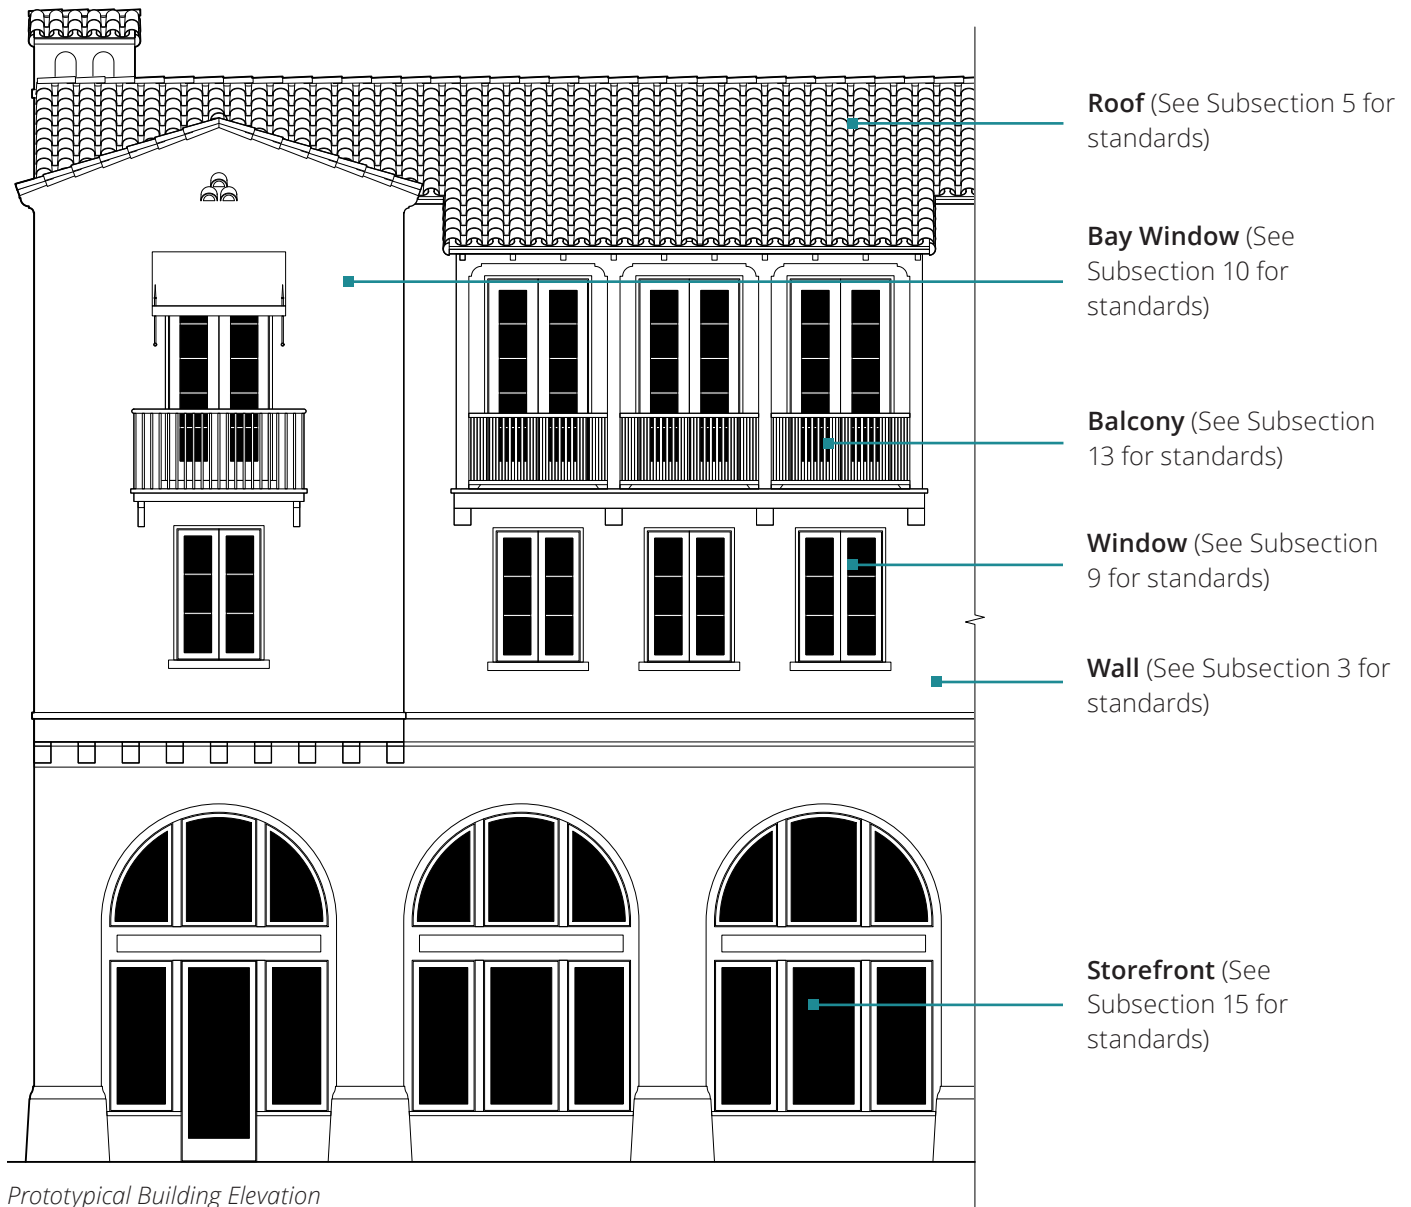 Roof (See Subsection 5 for
standards)
Bay Window (See
Subsection 10 for
standards)
Balcony (See Subsection
13 for standards)
Window (See Subsection
9 for standards)
Wall (See Subsection 3 for
standards)
Storefront (See
Subsection 15 for
standards)
Prototypical Building Elevation